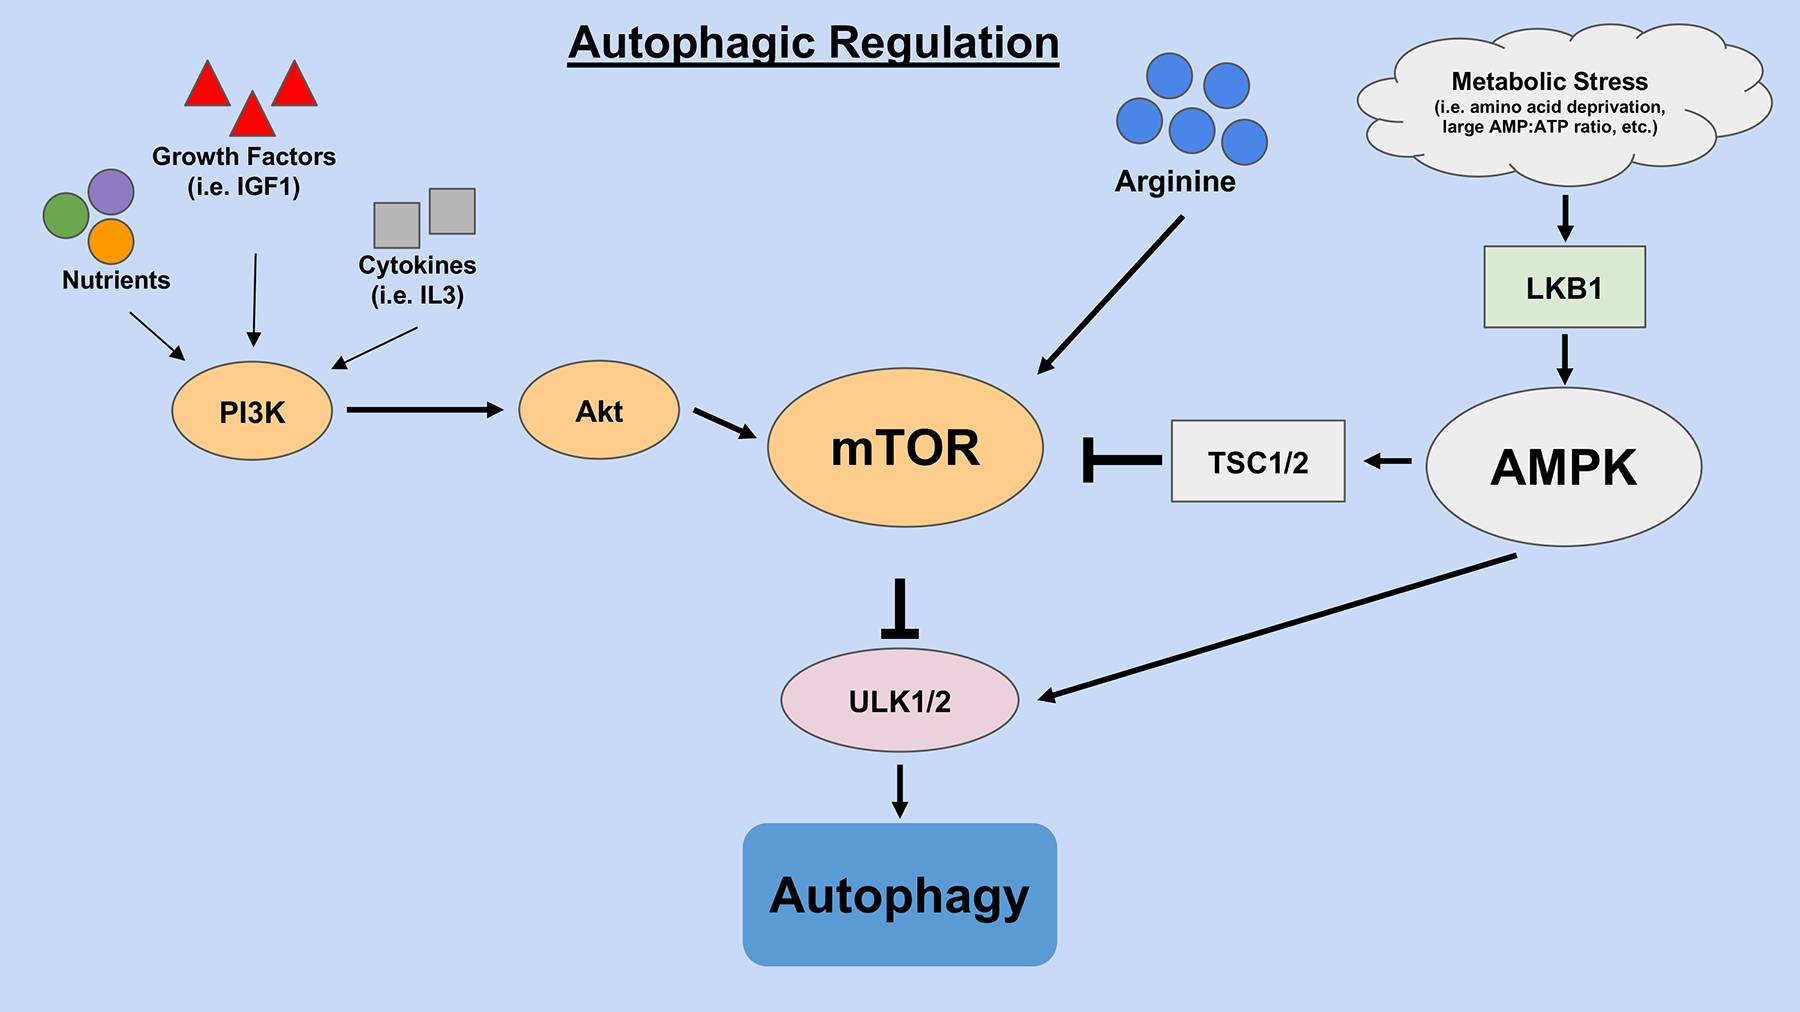 Autophagic Regulation
Growth Factors
(i.e. IGF1)
Nutrients
Cytokines
(i.e. IL3)
Arginine
Metabolic Stress
(i.e. amino acid deprivation,
large AMP:ATP ratio, etc.)
LKB1
PI3K
Akt
mTOR
TSC1/2
AMPK
ULK1/2
Autophagy